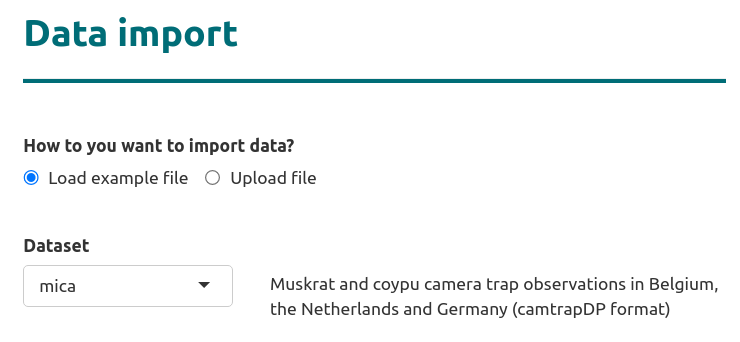 Data import
How to you want to import data?
Load example file Upload file
Dataset
mica
Muskrat and coypu camera trap observations in Belgium,
the Netherlands and Germany (camtrapDP format)